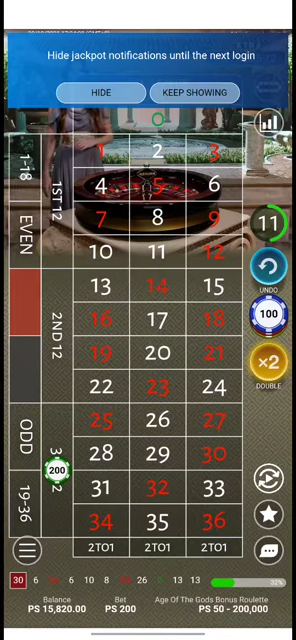 Hide jackpot notifications until the next login
HIDE
KEEP SHOWING
0
1-18
1ST 12
1 2 3
4 5 6
EVEN
7 8 9
11
10 11 12
UNDO
13 14 15
100
2ND 12
16 17 18
19 20 21
×2
DOUBLE
22 23 24
ODD
25 26 27
28 29 30
200
19-36
31 32 33
34 35 36
2TO1 2TO1 2TO1
30 6 6 10 8 26 13 13 32%
Balance Bet Age Of The Gods Bonus Roulette
PS 15,820.00 PS 200 PS 50 - 200,000